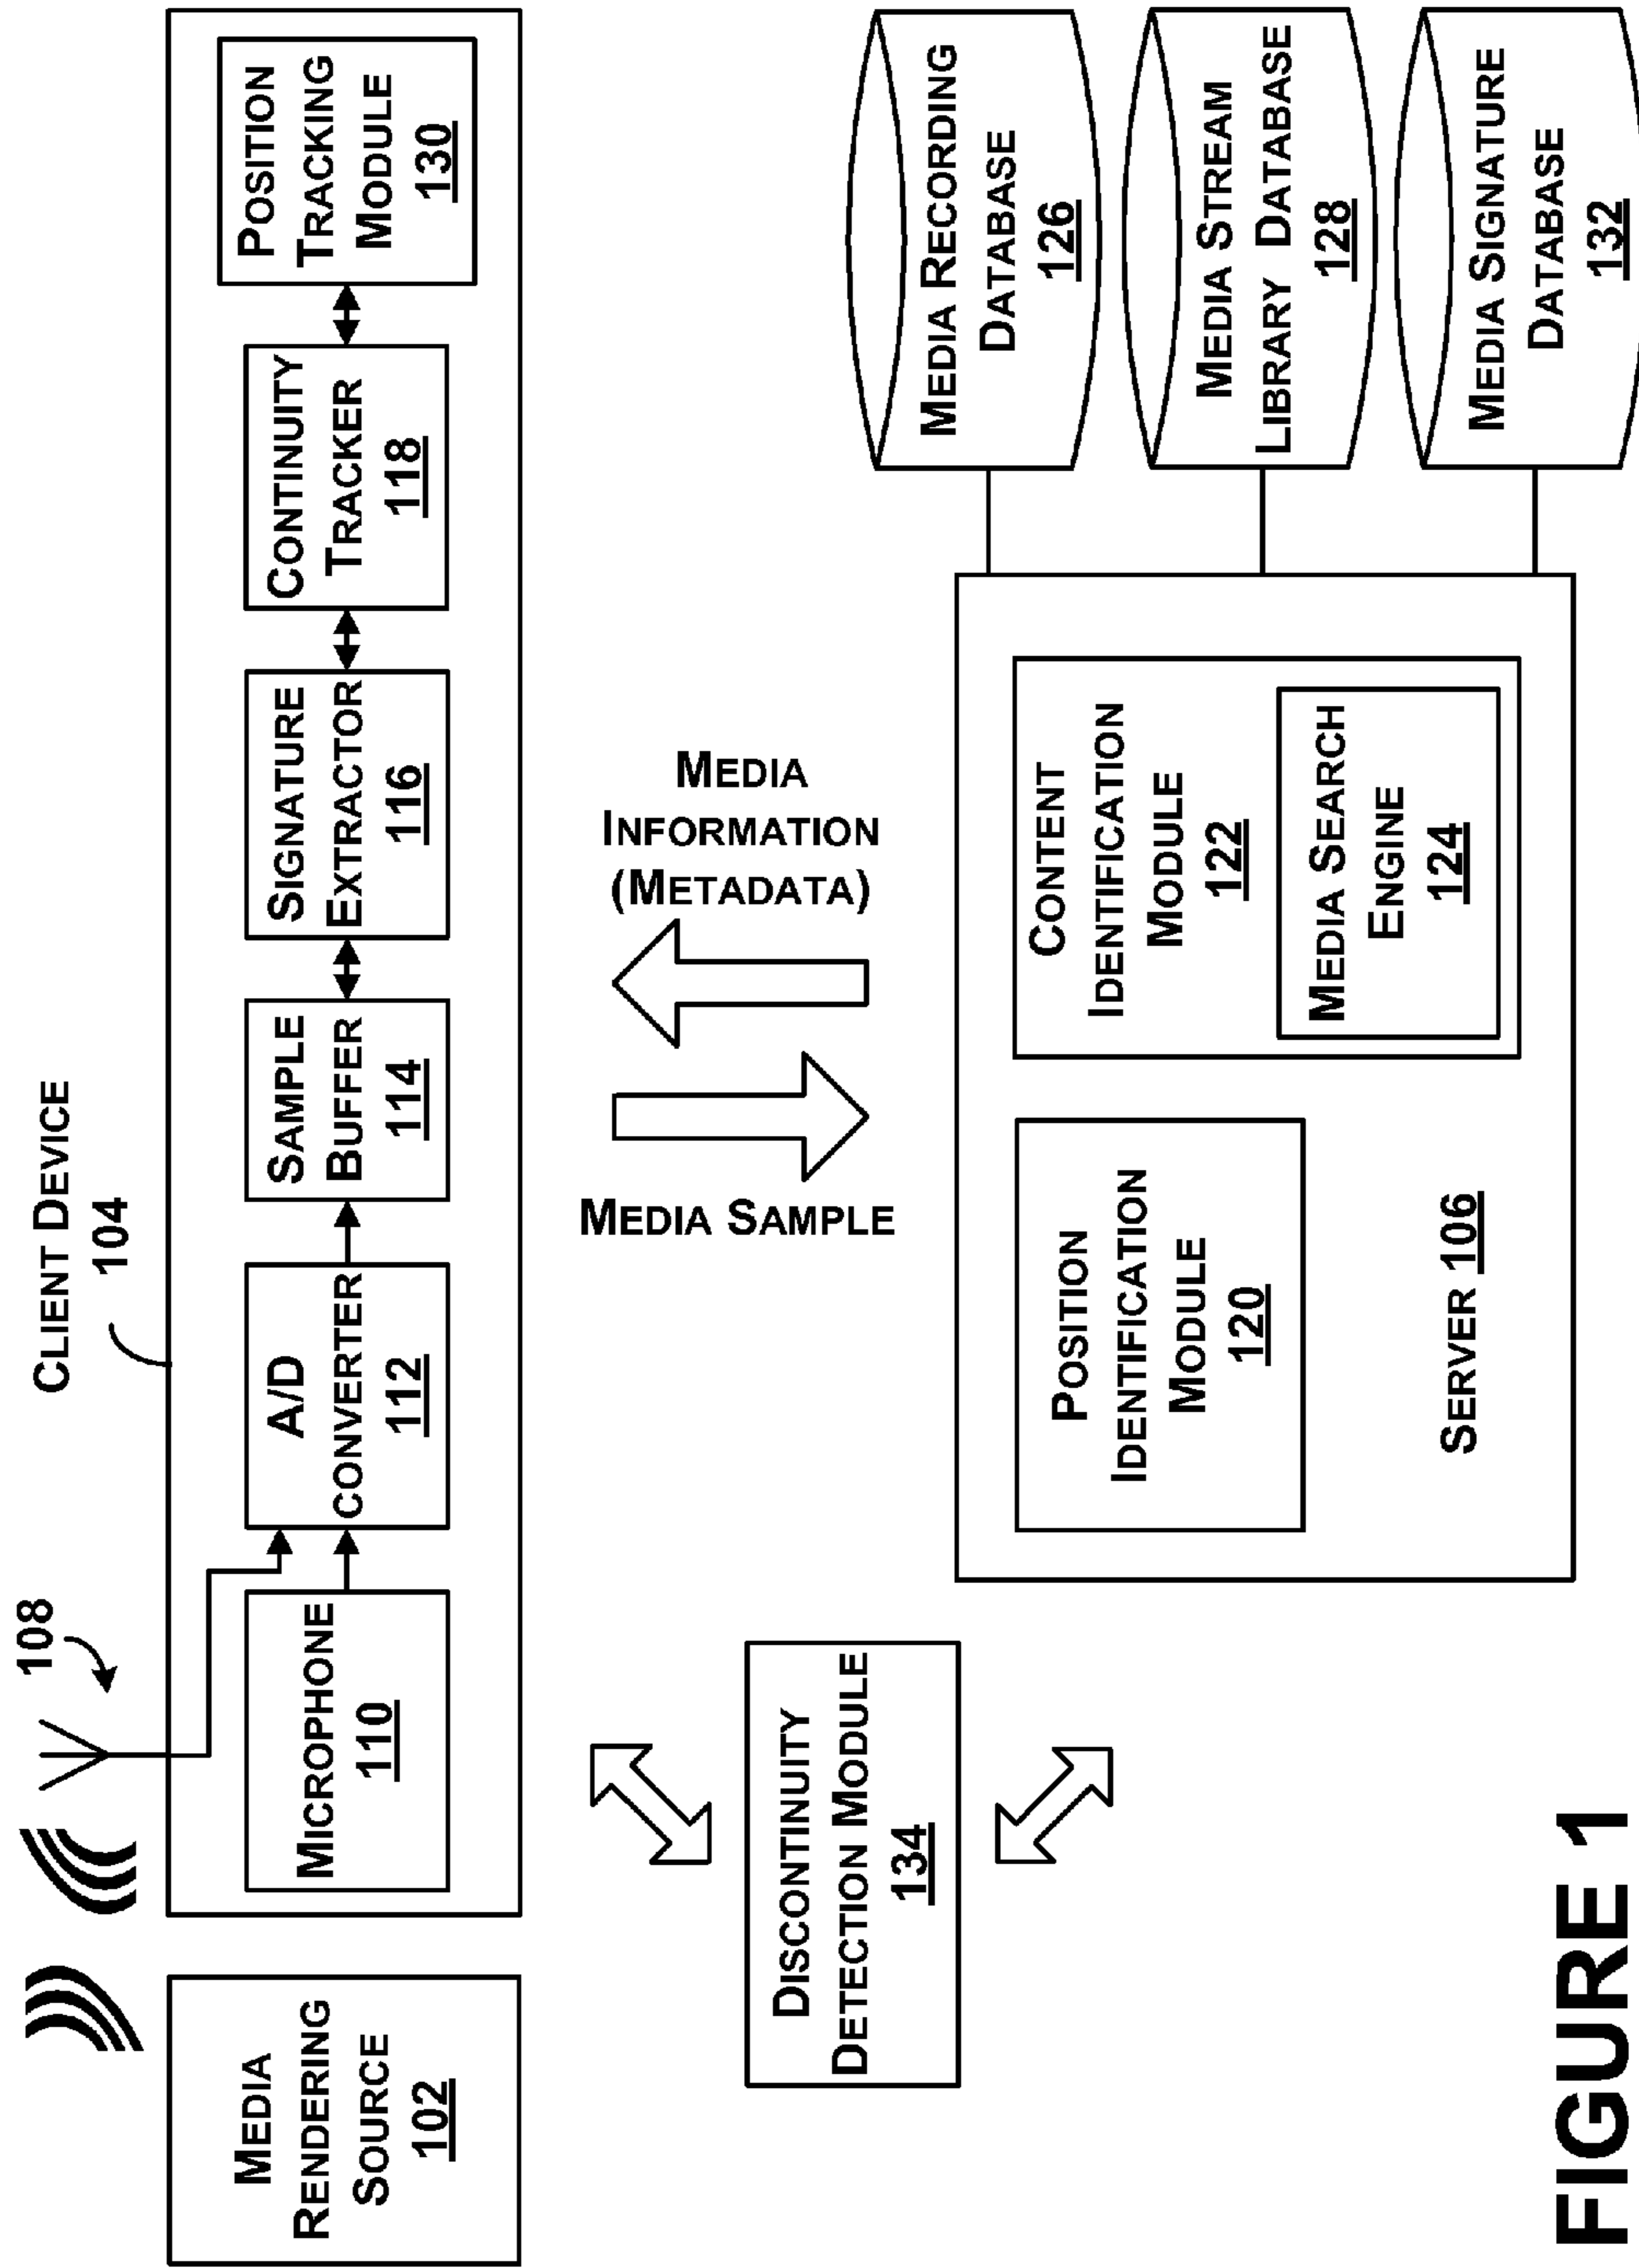 CLIENT DEVICE
104
108
MEDIA
RENDERING
SOURCE
102
MICROPHONE
110
A/D
CONVERTER
112
SAMPLE
BUFFER
114
SIGNATURE
EXTRACTOR
116
CONTINUITY
TRACKER
118
POSITION
TRACKING
MODULE
130
MEDIA SAMPLE
MEDIA
INFORMATION
(METADATA)
DISCONTINUITY
DETECTION MODULE
134
POSITION
IDENTIFICATION
MODULE
120
CONTENT
IDENTIFICATION
MODULE
122
MEDIA SEARCH
ENGINE
124
SERVER 106
MEDIA RECORDING
DATABASE
126
MEDIA STREAM
LIBRARY DATABASE
128
MEDIA SIGNATURE
DATABASE
132
FIGURE 1